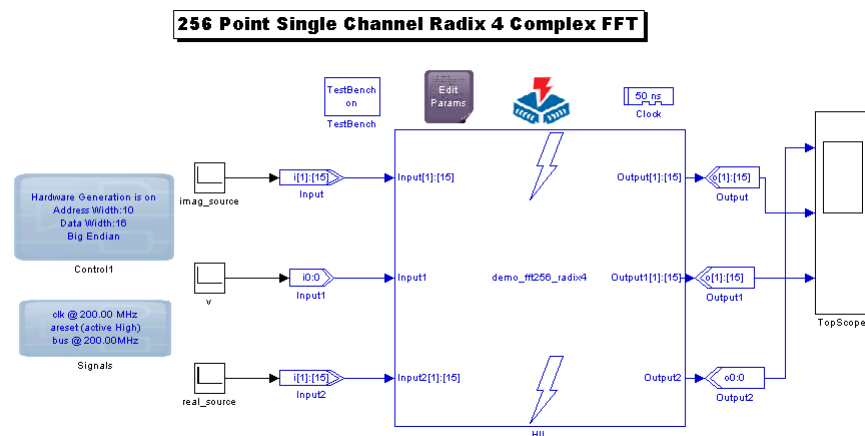 256 Point Single Channel Radix 4 Complex FFT
TestBench
on
TestBench
Edit
Params
50 ns
Clock
Hardware Generation is on
Address Width:10
Data Width:16
Big Endian
Control1
clk @ 200.00 MHz
areset (active High)
bus @ 200.00MHz
Signals
imag_source
i[1]:[15]
Input
Input[1]:[15]
v
i0:0
Input1
Input1
real_source
i[1]:[15]
Input2
Input2[1]:[15]
demo_fft256_radix4
Output[1]:[15]
o[1]:[15]
Output
Output1[1]:[15]
o[1]:[15]
Output1
Output2
o0:0
Output2
TopScope